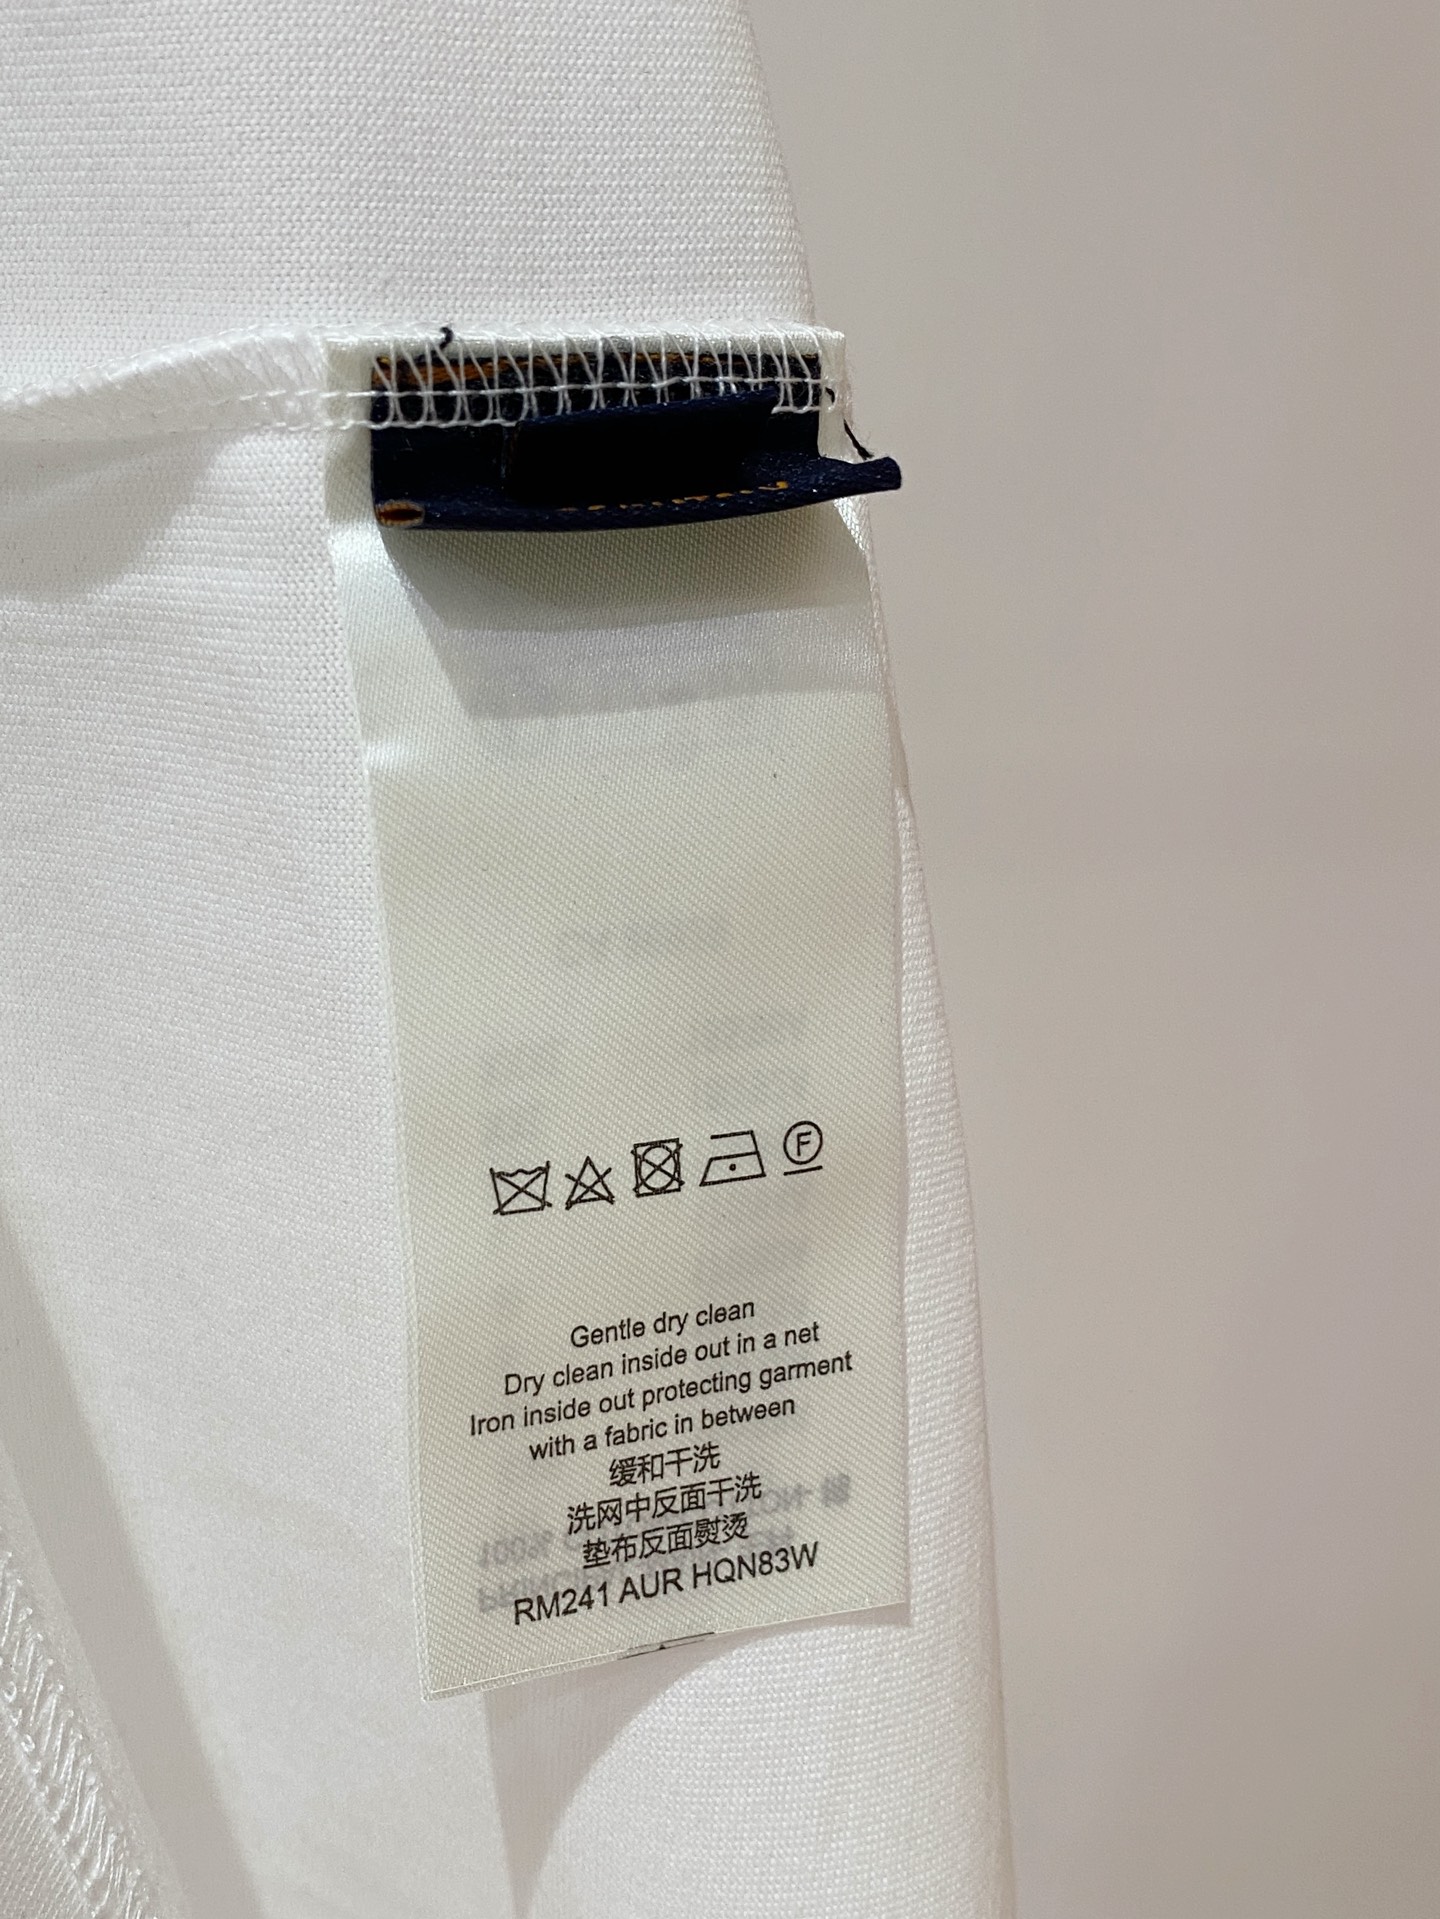 F
Gentle dry clean
Dry clean inside out in a net
Iron inside out protecting garment
with a fabric in between
缓和干洗
洗网中反面干洗
垫布反面熨烫
RM241 AUR HQN83W